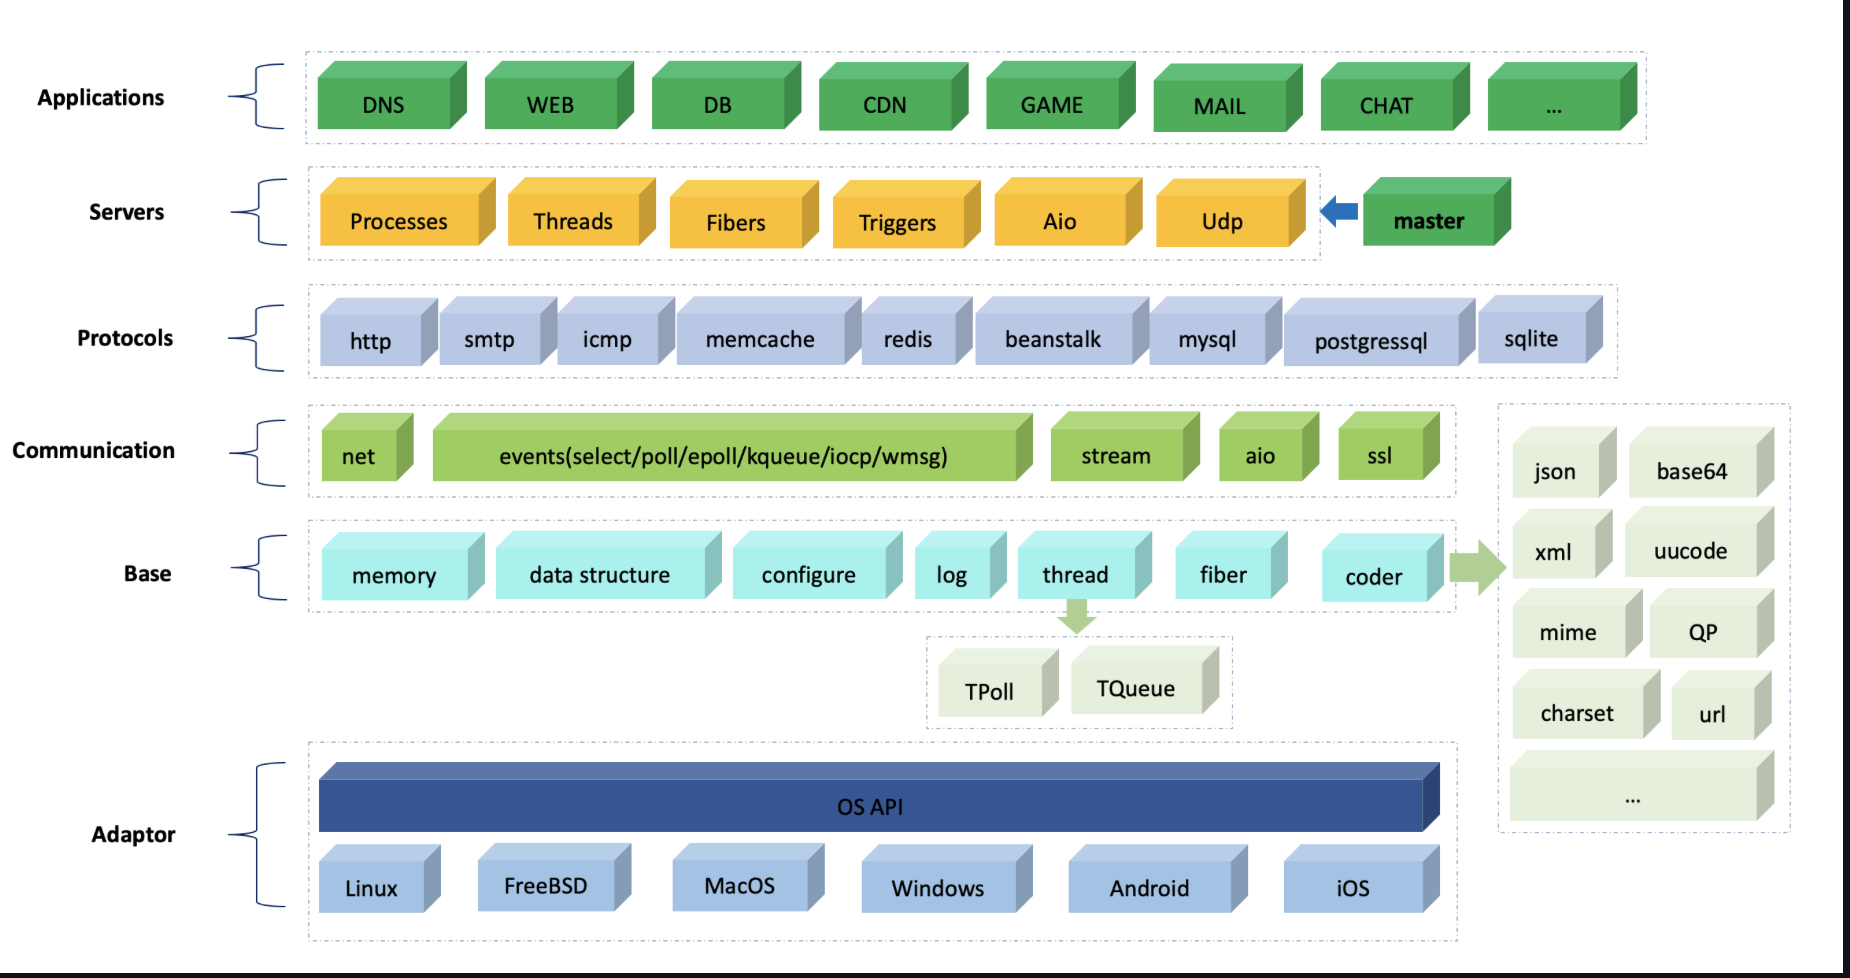 Applications
DNS
WEB
DB
CDN
GAME
MAIL
CHAT
...
Servers
Processes
Threads
Fibers
Triggers
Aio
Udp
master
Protocols
http
smtp
icmp
memcache
redis
beanstalk
mysql
postgressql
sqlite
Communication
net
events(select/poll/epoll/kqueue/iocp/wmsg)
stream
aio
ssl
Base
memory
data structure
configure
log
thread
fiber
coder
json
base64
xml
uucode
mime
QP
charset
url
...
TPoll
TQueue
Adaptor
OS API
Linux
FreeBSD
MacOS
Windows
Android
iOS